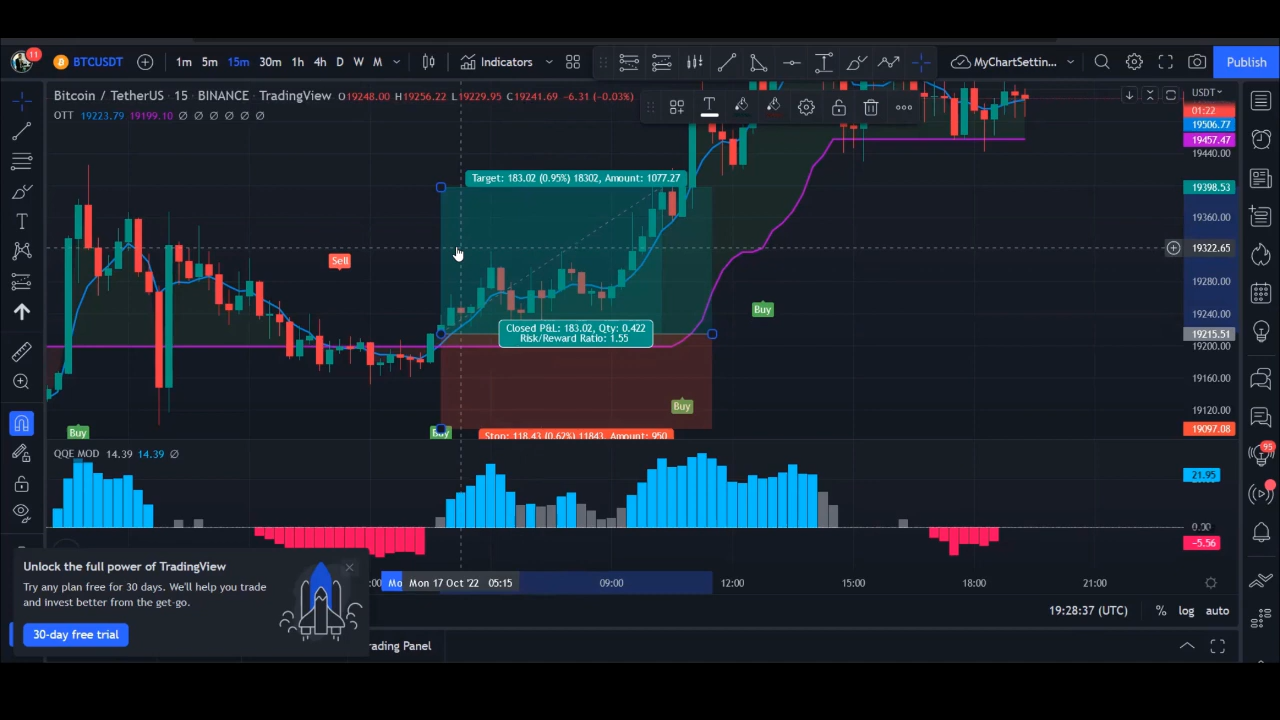 11
BTCUSDT
1m 5m 15m 30m 1h 4h D W M
Indicators
MyChartSettin...
Publish
Bitcoin / TetherUS · 15 · BINANCE · TradingView O19248.00 H19256.22 L19229.95 C19241.69 -6.31 (-0.03%)
OTT 19223.79 19199.10 Ø Ø Ø Ø Ø Ø
USDT
01:22
19506.77
19457.47
19440.00
19398.53
19360.00
19322.65
19280.00
19240.00
19215.51
19200.00
19160.00
19120.00
19097.08
Target: 183.02 (0.95%) 18302, Amount: 1077.27
Sell
Buy
Closed P&L: 183.02, Qty: 0.422
Risk/Reward Ratio: 1.55
Buy
Buy
Buy
Stop: 118.43 (0.62%) 11843, Amount: 950
QQE MOD 14.39 14.39 Ø
21.95
0.00
-5.56
95
Unlock the full power of TradingView
Try any plan free for 30 days. We'll help you trade
and invest better from the get-go.
30-day free trial
Mo Mon 17 Oct '22 05:15 09:00 12:00 15:00 18:00 21:00
19:28:37 (UTC) % log auto
rading Panel